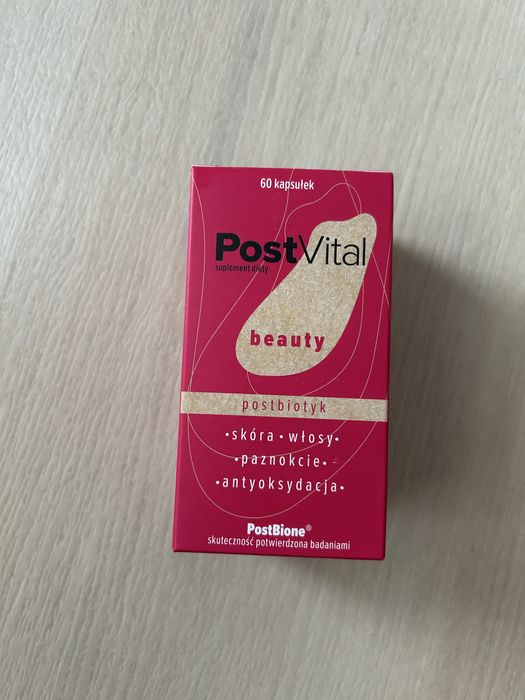 60 kapsułek
PostVital
suplement diety
beauty
postbiotyk
•skóra•włosy•
•paznokcie•
•antyoksydacja•
PostBione®
skuteczność potwierdzona badaniami